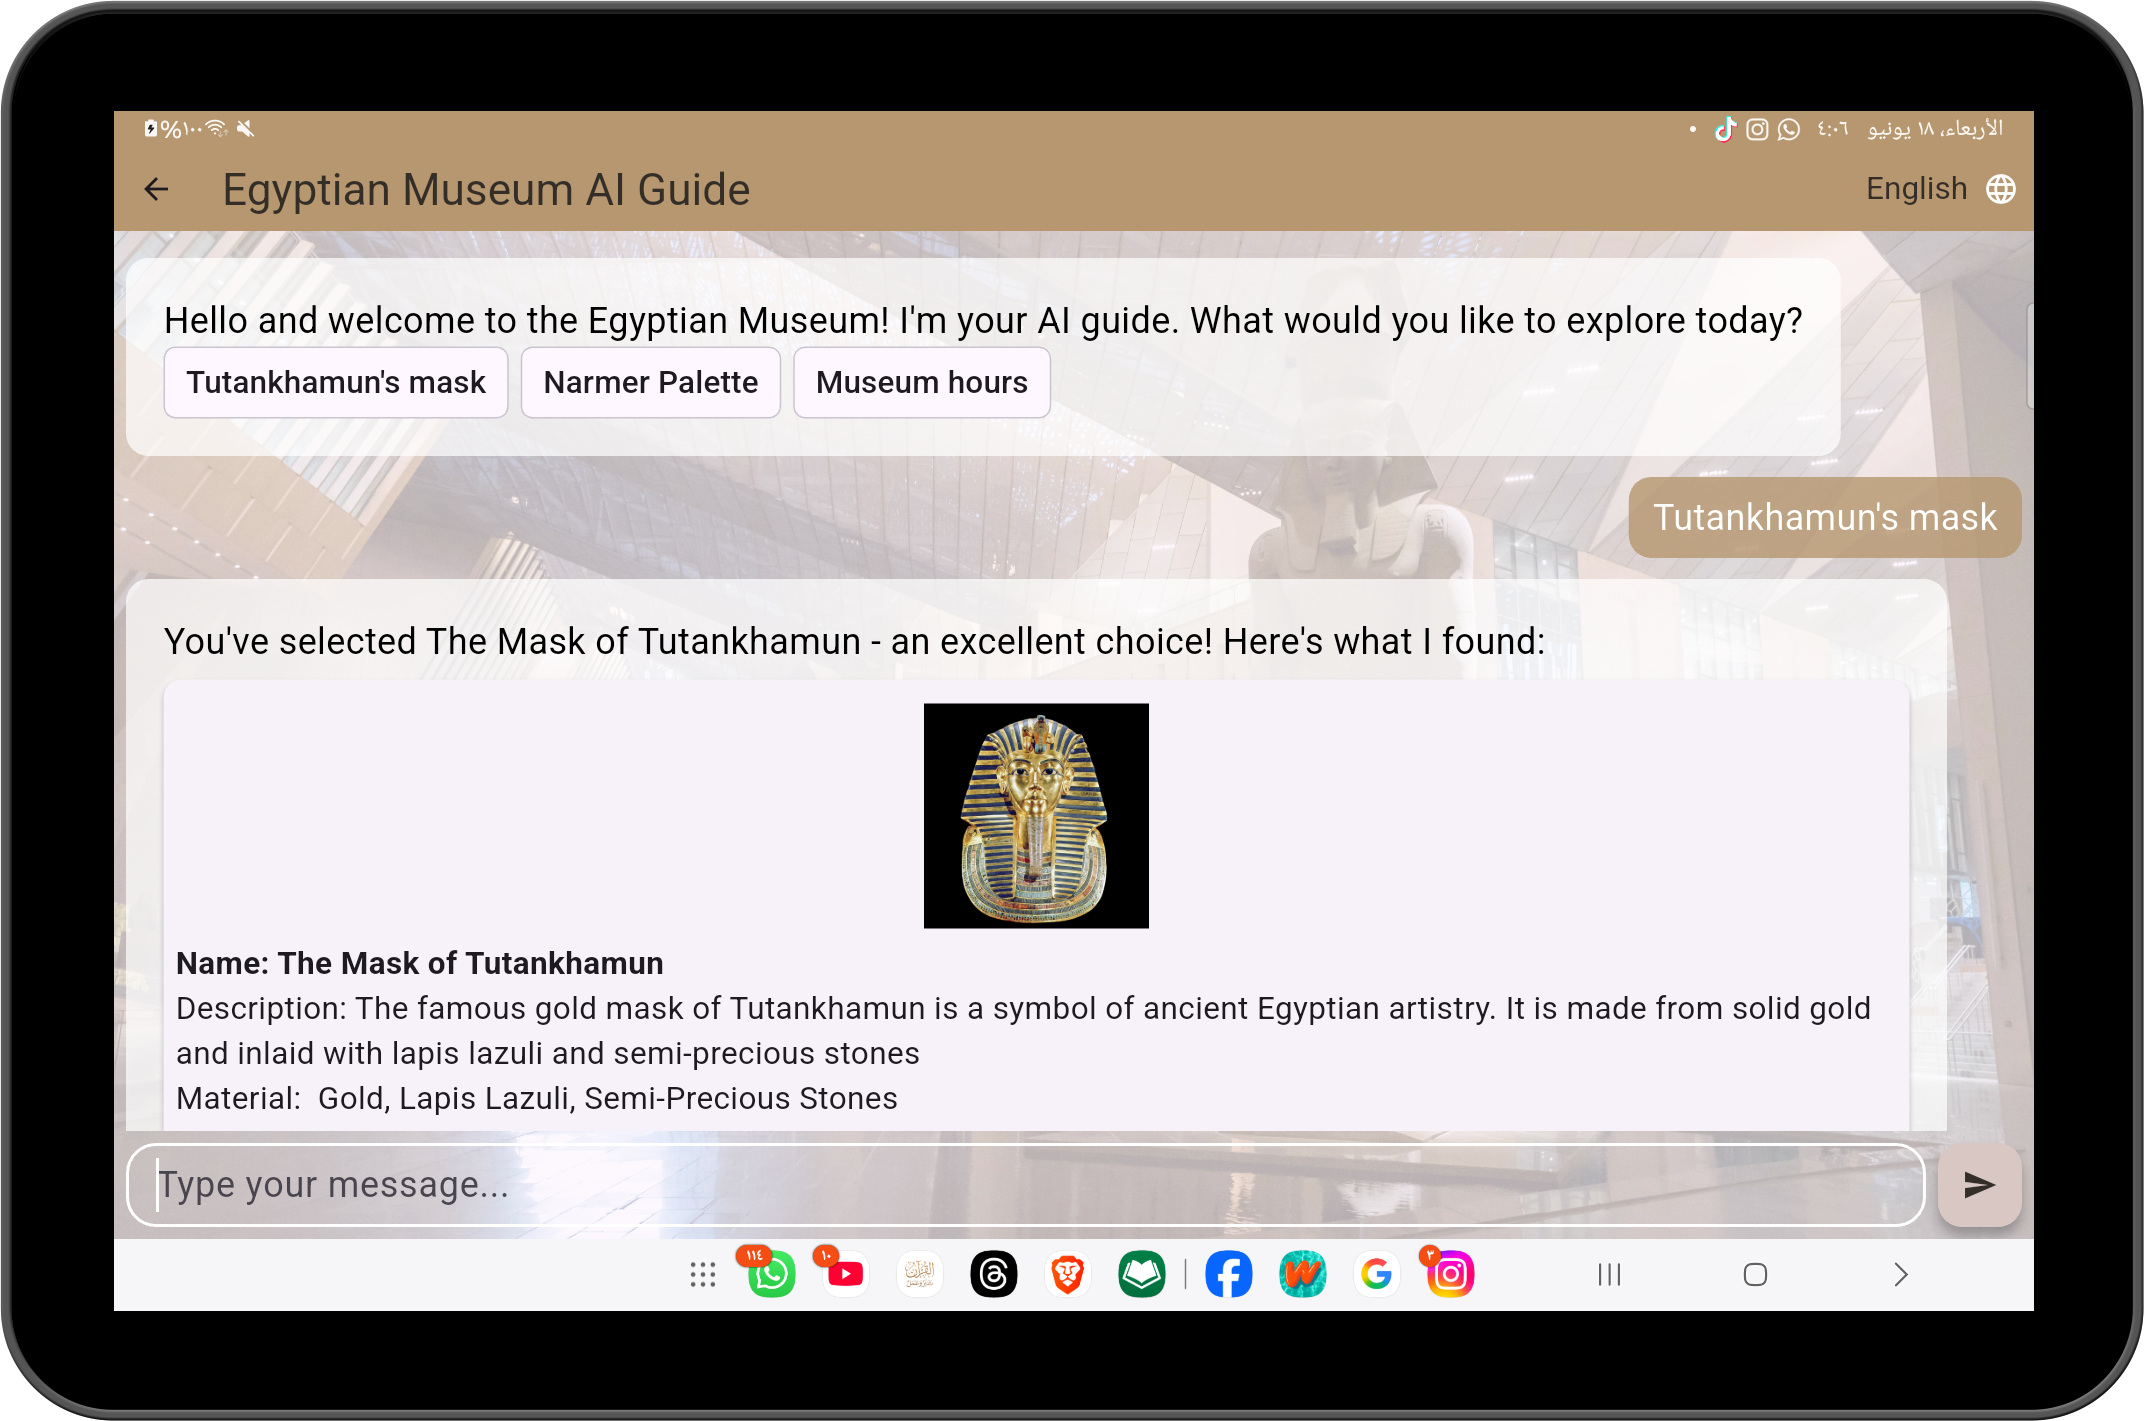 %١٠٠
٤:٠٦ الأربعاء، ١٨ يونيو
Egyptian Museum AI Guide
English
Hello and welcome to the Egyptian Museum! I'm your AI guide. What would you like to explore today?
Tutankhamun's mask
Narmer Palette
Museum hours
Tutankhamun's mask
You've selected The Mask of Tutankhamun - an excellent choice! Here's what I found:
Name: The Mask of Tutankhamun
Description: The famous gold mask of Tutankhamun is a symbol of ancient Egyptian artistry. It is made from solid gold
and inlaid with lapis lazuli and semi-precious stones
Material:  Gold, Lapis Lazuli, Semi-Precious Stones
Type your message...
١١٤
١٠
٣